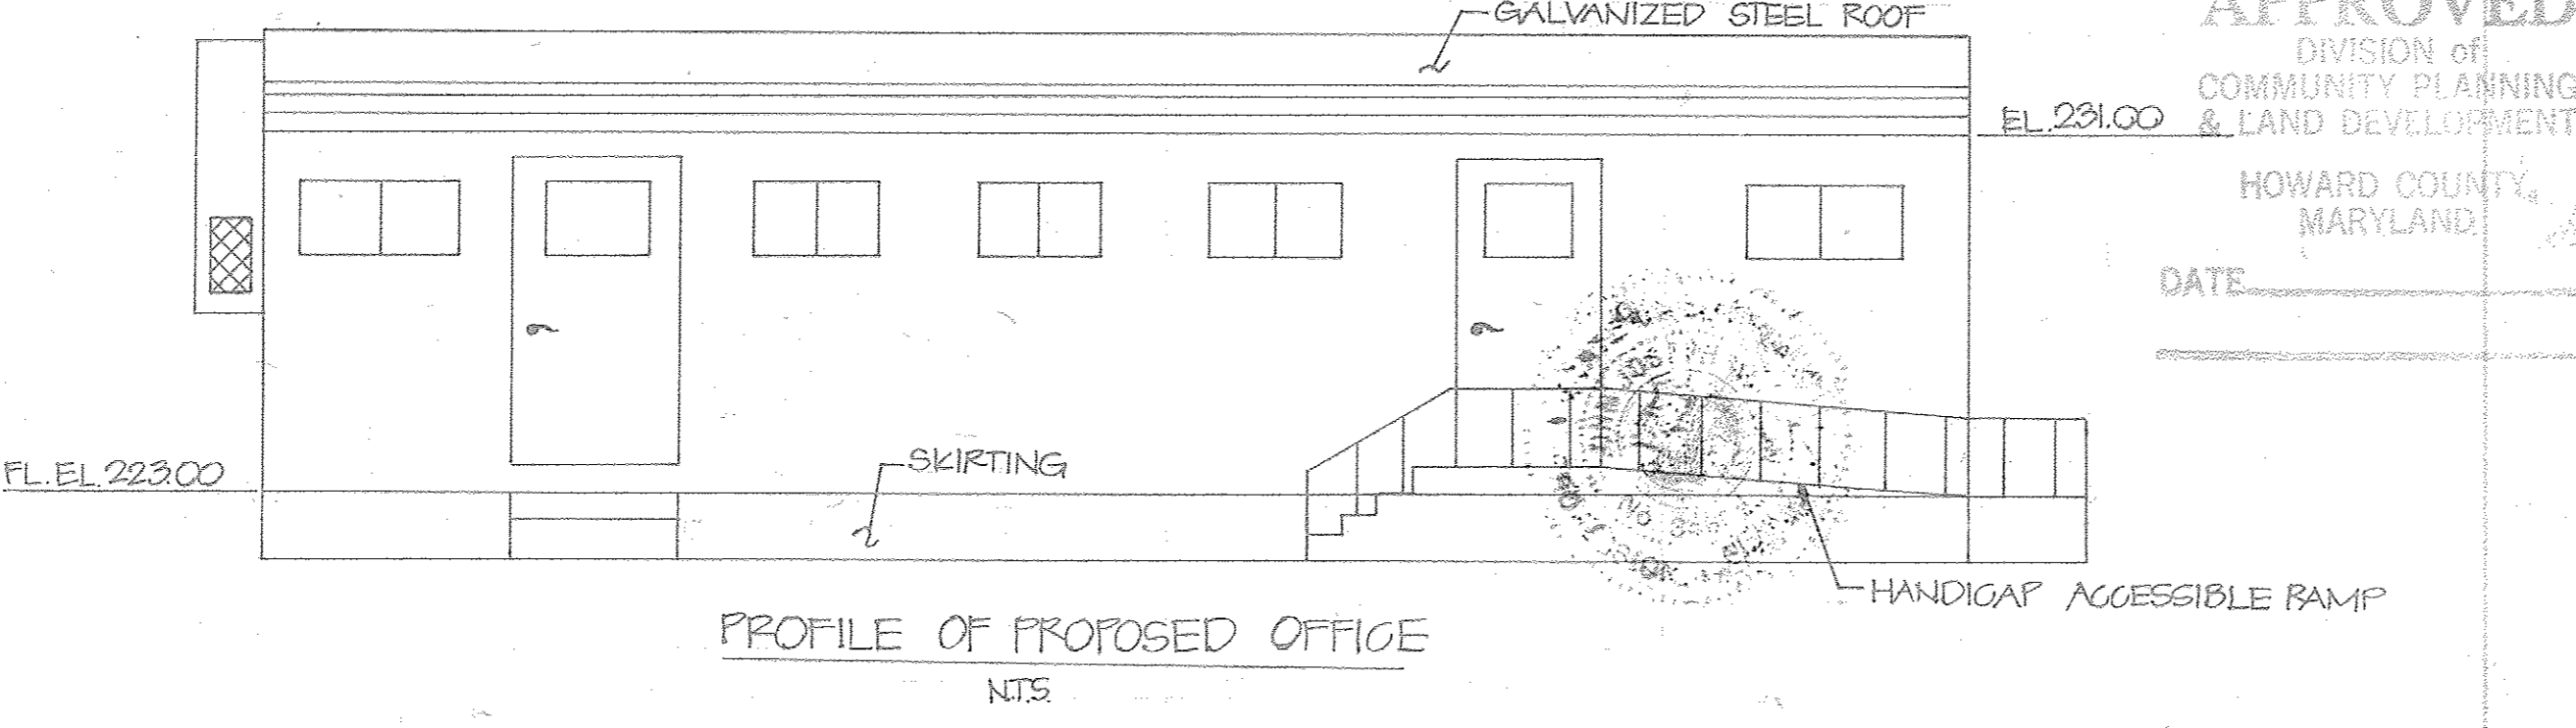 GALVANIZED STEEL ROOF
APPROVED
DIVISION of
COMMUNITY PLANNING
& LAND DEVELOPMENT
HOWARD COUNTY,
MARYLAND
DATE
EL. 231.00
FL. EL. 223.00
SKIRTING
HANDICAP ACCESSIBLE RAMP
PROFILE OF PROPOSED OFFICE
N.T.S.